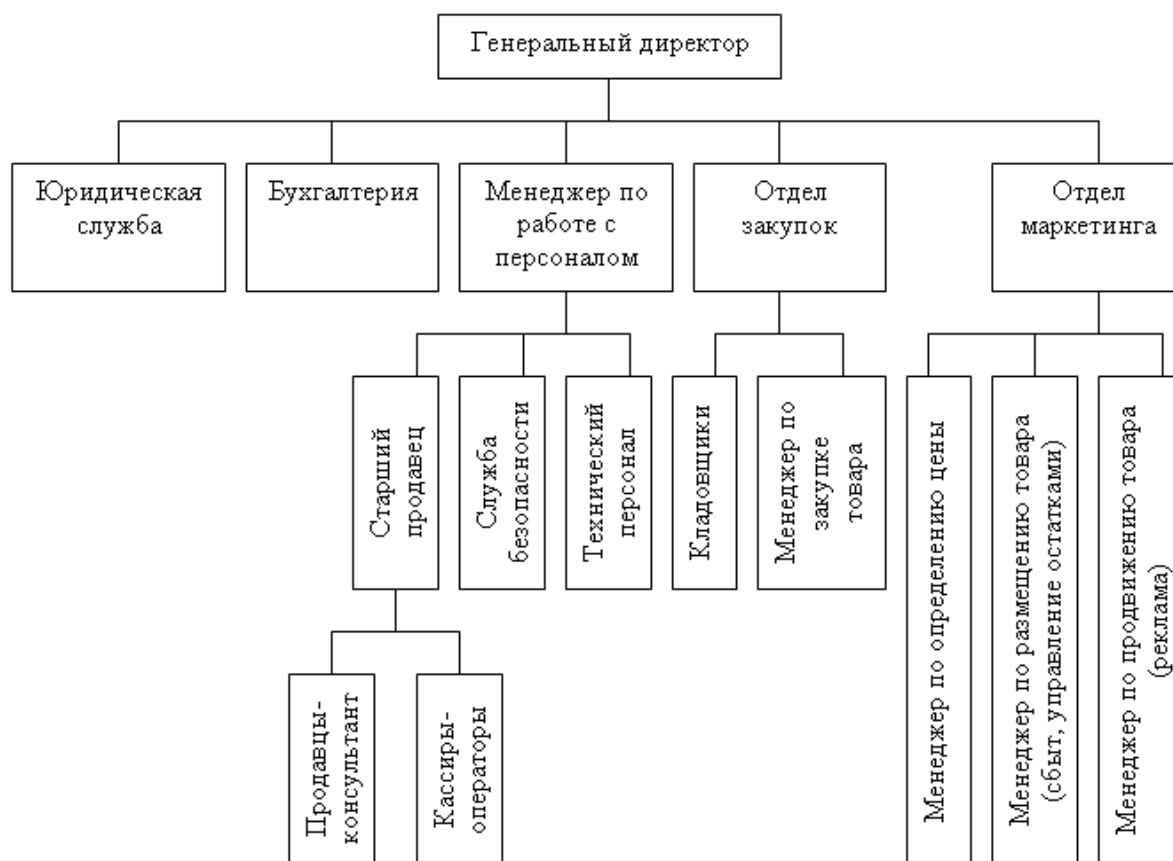 Генеральный директор
Юридическая
служба
Бухгалтерия
Менеджер по
работе с
персоналом
Отдел
закупок
Отдел
маркетинга
Старший
продавец
Служба
безопасности
Технический
персонал
Кладовщики
Менеджер по
закупке
товара
Менеджер по определению цены
Менеджер по размещению товара
(сбыт, управление остатками)
Менеджер по продвижению товара
(реклама)
Продавцы-
консультант
Кассиры-
операторы